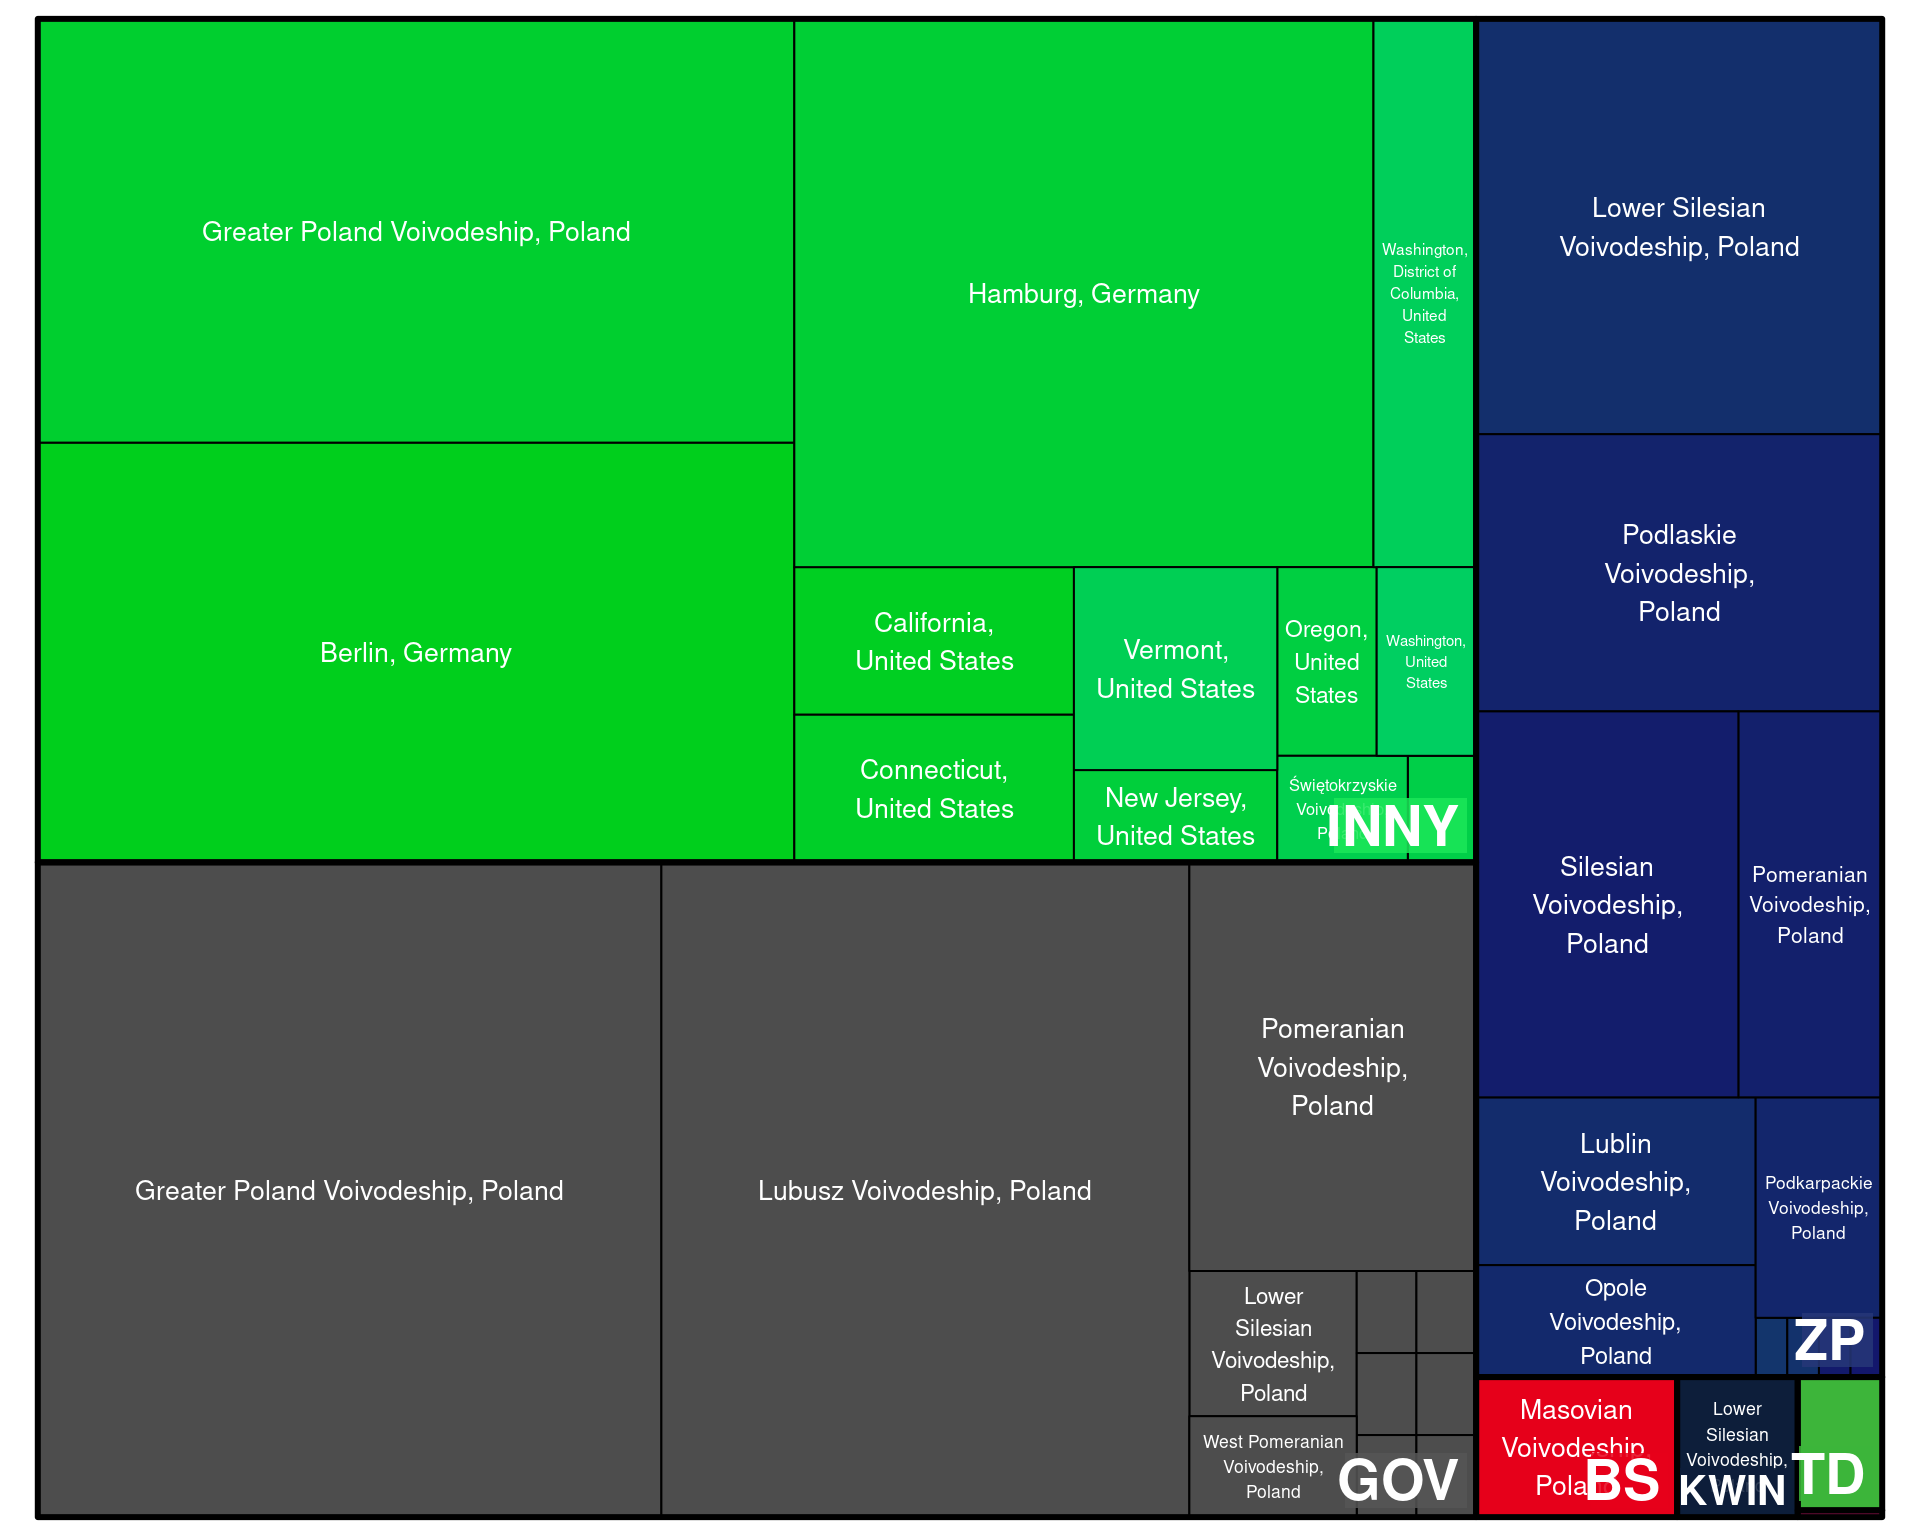 Greater Poland Voivodeship, Poland
Berlin, Germany
Hamburg, Germany
Washington,
District of
Columbia,
United
States
California,
United States
Connecticut,
United States
Vermont,
United States
New Jersey,
United States
Oregon,
United
States
Washington,
United
States
Świętokrzyskie
INNY
Greater Poland Voivodeship, Poland
Lubusz Voivodeship, Poland
Pomeranian
Voivodeship,
Poland
Lower
Silesian
Voivodeship,
Poland
West Pomeranian
Voivodeship,
Poland
GOV
Lower Silesian
Voivodeship, Poland
Podlaskie
Voivodeship,
Poland
Silesian
Voivodeship,
Poland
Pomeranian
Voivodeship,
Poland
Lublin
Voivodeship,
Poland
Podkarpackie
Voivodeship,
Poland
Opole
Voivodeship,
Poland
ZP
Masovian
Voivodeship,
BS
Lower
Silesian
Voivodeship,
KWIN
TD